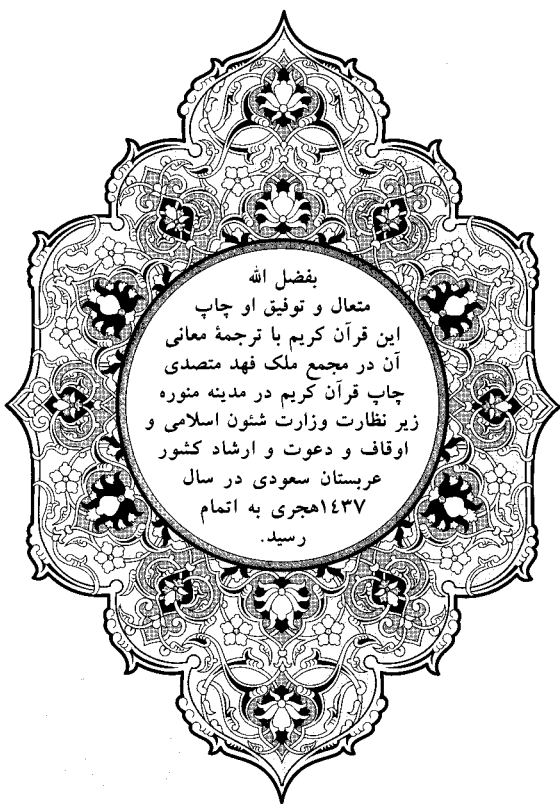 بفضل الله
متعال و توفیق او چاپ
این قرآن کریم با ترجمۀ معانی
آن در مجمع ملک فهد متصدی
چاپ قرآن کریم در مدینه منوره
زیر نظارت وزارت شئون اسلامی و
اوقاف و دعوت و ارشاد کشور
عربستان سعودی در سال
١٤٣٧هجری به اتمام
رسید.